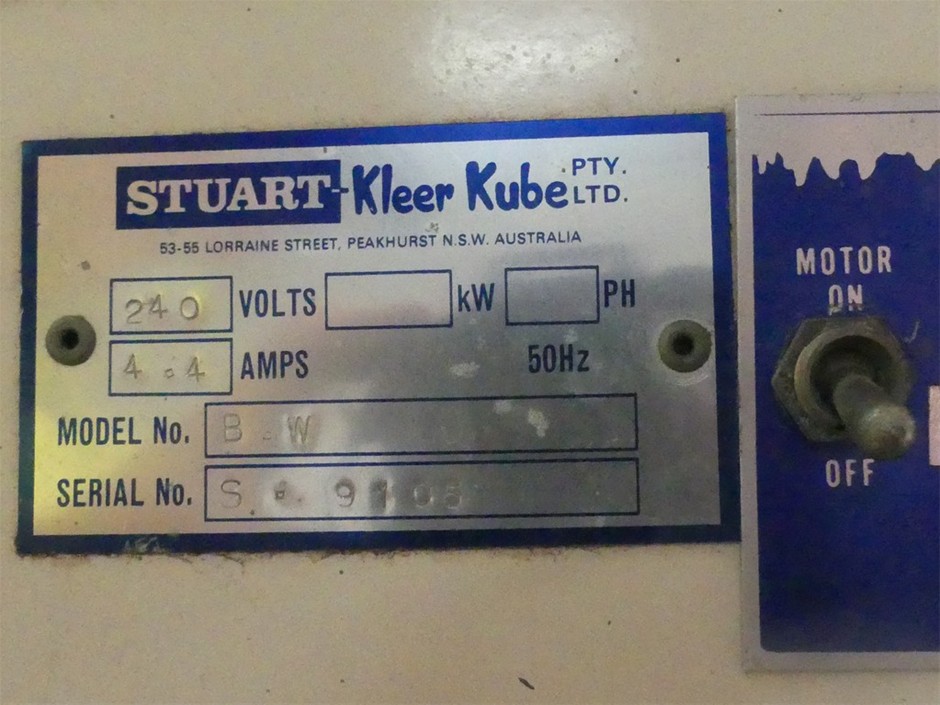 STUART-Kleer Kube PTY. LTD.
53-55 LORRAINE STREET, PEAKHURST N.S.W. AUSTRALIA
240 VOLTS kW PH
4.4 AMPS 50Hz
MODEL No. B.W
SERIAL No. S.9105
MOTOR
ON
OFF